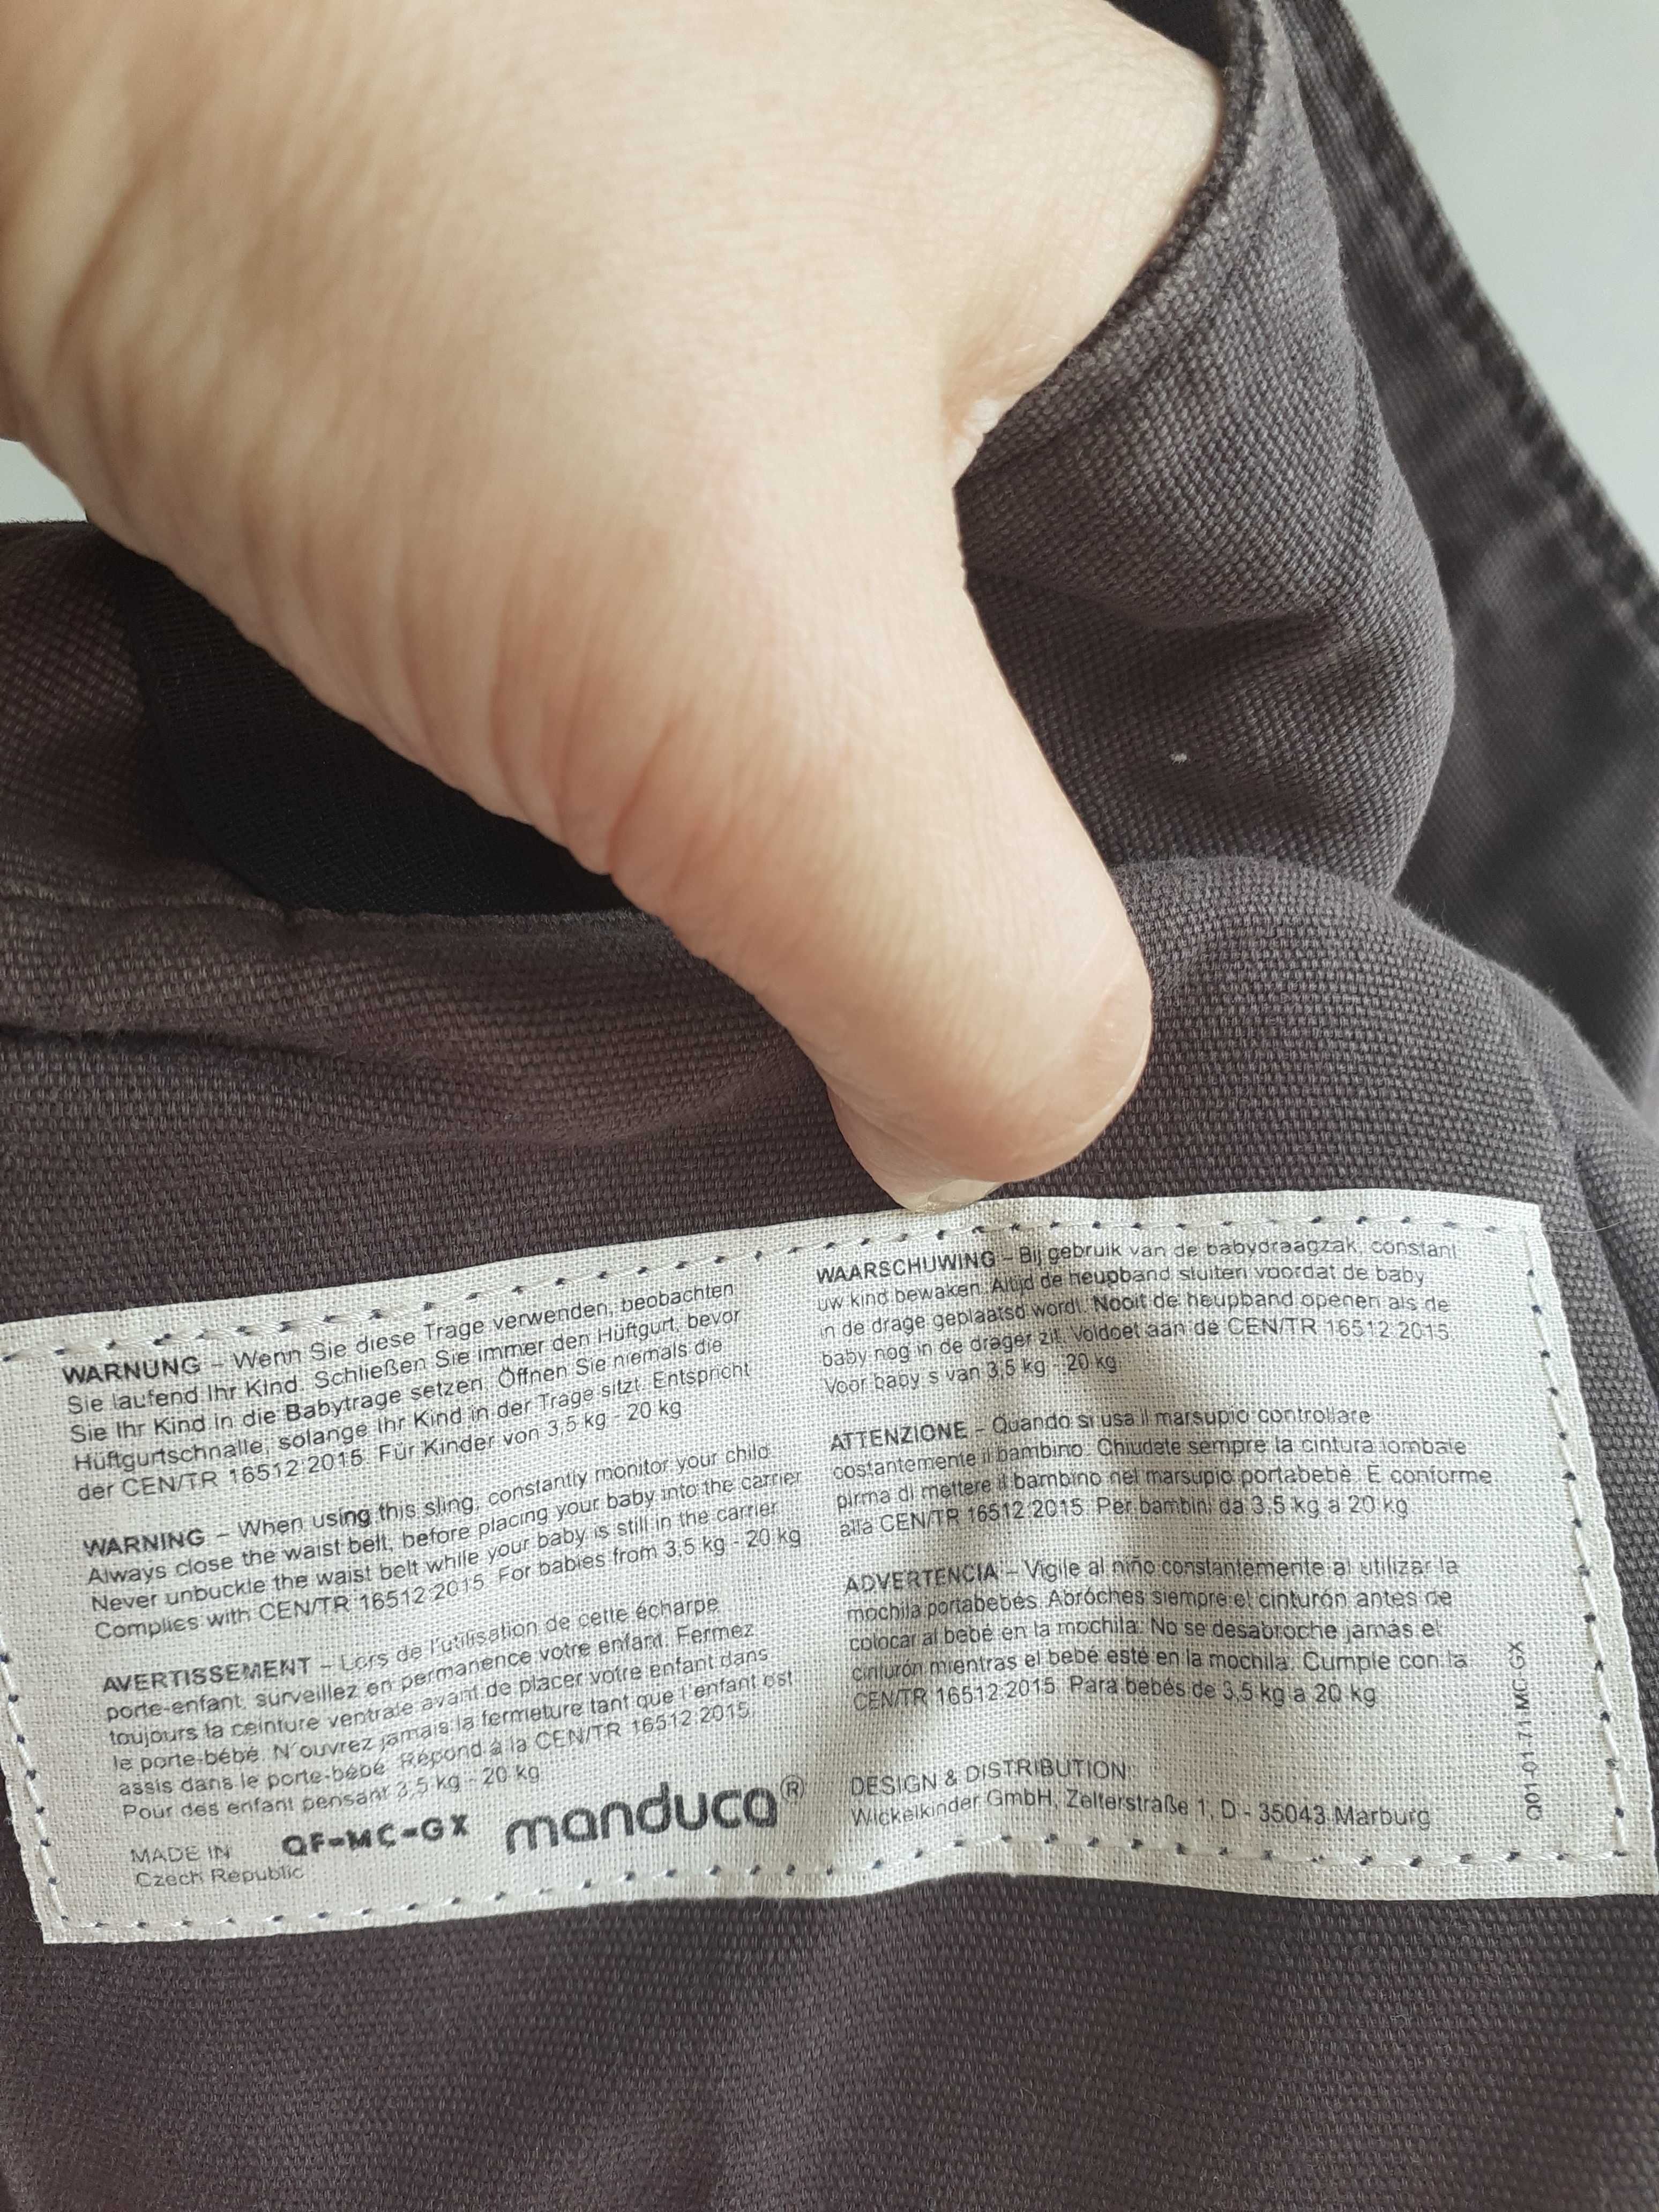 WARNUNG – Wenn Sie diese Trage verwenden, beobachten
Sie laufend Ihr Kind. Schließen Sie immer den Hüftgurt, bevor
Sie Ihr Kind in die Babytrage setzen. Öffnen Sie niemals die
Hüftgurtschnalle, solange Ihr Kind in der Trage sitzt. Entspricht
der CEN/TR 16512:2015. Für Kinder von 3,5 kg - 20 kg
WARNING – When using this sling, constantly monitor your child.
Always close the waist belt, before placing your baby into the carrier
Never unbuckle the waist belt while your baby is still in the carrier
Complies with CEN/TR 16512:2015. For babies from 3,5 kg - 20 kg
AVERTISSEMENT – Lors de l'utilisation de cette écharpe
porte-enfant, surveillez en permanence votre enfant. Fermez
toujours la ceinture ventrale avant de placer votre enfant dans
le porte-bébé. N'ouvrez jamais la fermeture tant que l'enfant est
assis dans le porte-bébé. Répond à la CEN/TR 16512:2015.
Pour des enfant pensant 3,5 kg - 20 kg
MADE IN
Czech Republic
QF-MC-GX
manduca®
WAARSCHUWING – Bij gebruik van de babydraagzak, constant
uw kind bewaken. Altijd de heupband sluiten voordat de baby
in de drage geplaatsd wordt. Nooit de heupband openen als de
baby nog in de drager zit. Voldoet aan de CEN/TR 16512:2015.
Voor baby's van 3,5 kg - 20 kg
ATTENZIONE – Quando si usa il marsupio controllare
costantemente il bambino. Chiudete sempre la cintura lombale
pirma di mettere il bambino nel marsupio portabebè. È conforme
alla CEN/TR 16512:2015. Per bambini da 3,5 kg a 20 kg
ADVERTENCIA – Vigile al niño constantemente al utilizar la
mochila portabebés. Abróches siempre el cinturón antes de
colocar al bebé en la mochila. No se desabroche jamás el
cinturón mientras el bebé esté en la mochila. Cumple con la
CEN/TR 16512:2015. Para bebés de 3,5 kg a 20 kg
DESIGN & DISTRIBUTION:
Wickelkinder GmbH, Zelterstraße 1, D - 35043 Marburg
Q01-01-71-MC-GX